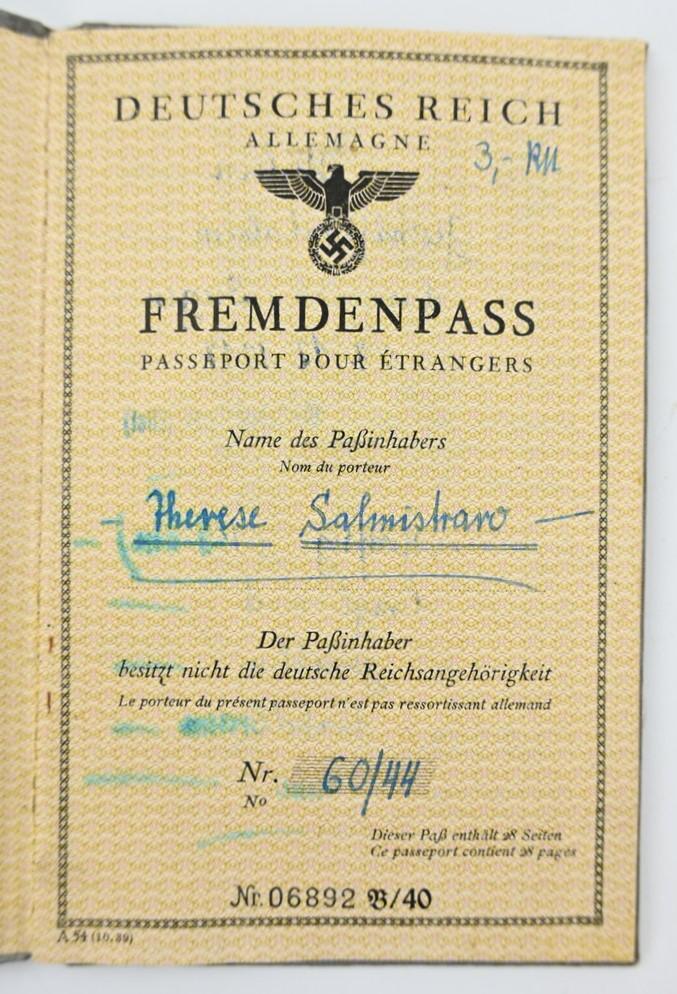 DEUTSCHES REICH
ALLEMAGNE
3,- RM
FREMDENPASS
PASSEPORT POUR ÉTRANGERS
Name des Paßinhabers
Nom du porteur
Therese Salmistraro
Der Paßinhaber
besitzt nicht die deutsche Reichsangehörigkeit
Le porteur du présent passeport n'est pas ressortissant allemand
Nr. 60/44
No
Dieser Paß enthält 28 Seiten
Ce passeport contient 28 pages
Nr. 06892 B/40
A 54 (10.39)